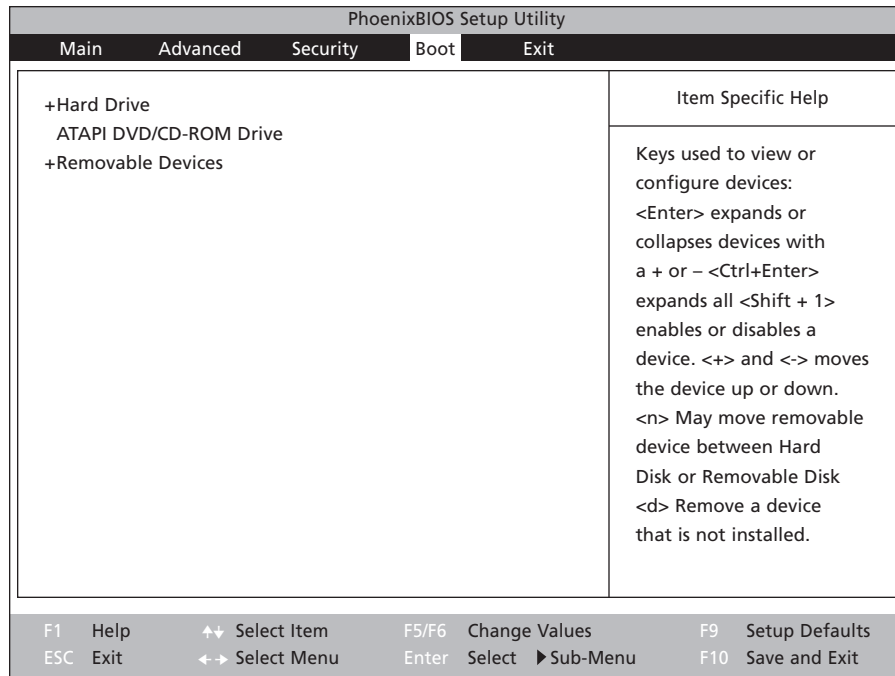 PhoenixBIOS Setup Utility
Main Advanced Security Boot Exit
+Hard Drive
ATAPI DVD/CD-ROM Drive
+Removable Devices
Item Specific Help
Keys used to view or
configure devices:
<Enter> expands or
collapses devices with
a + or – <Ctrl+Enter>
expands all <Shift + 1>
enables or disables a
device. <+> and <-> moves
the device up or down.
<n> May move removable
device between Hard
Disk or Removable Disk
<d> Remove a device
that is not installed.
F1 Help Select Item F5/F6 Change Values F9 Setup Defaults
ESC Exit Select Menu Enter Select Sub-Menu F10 Save and Exit